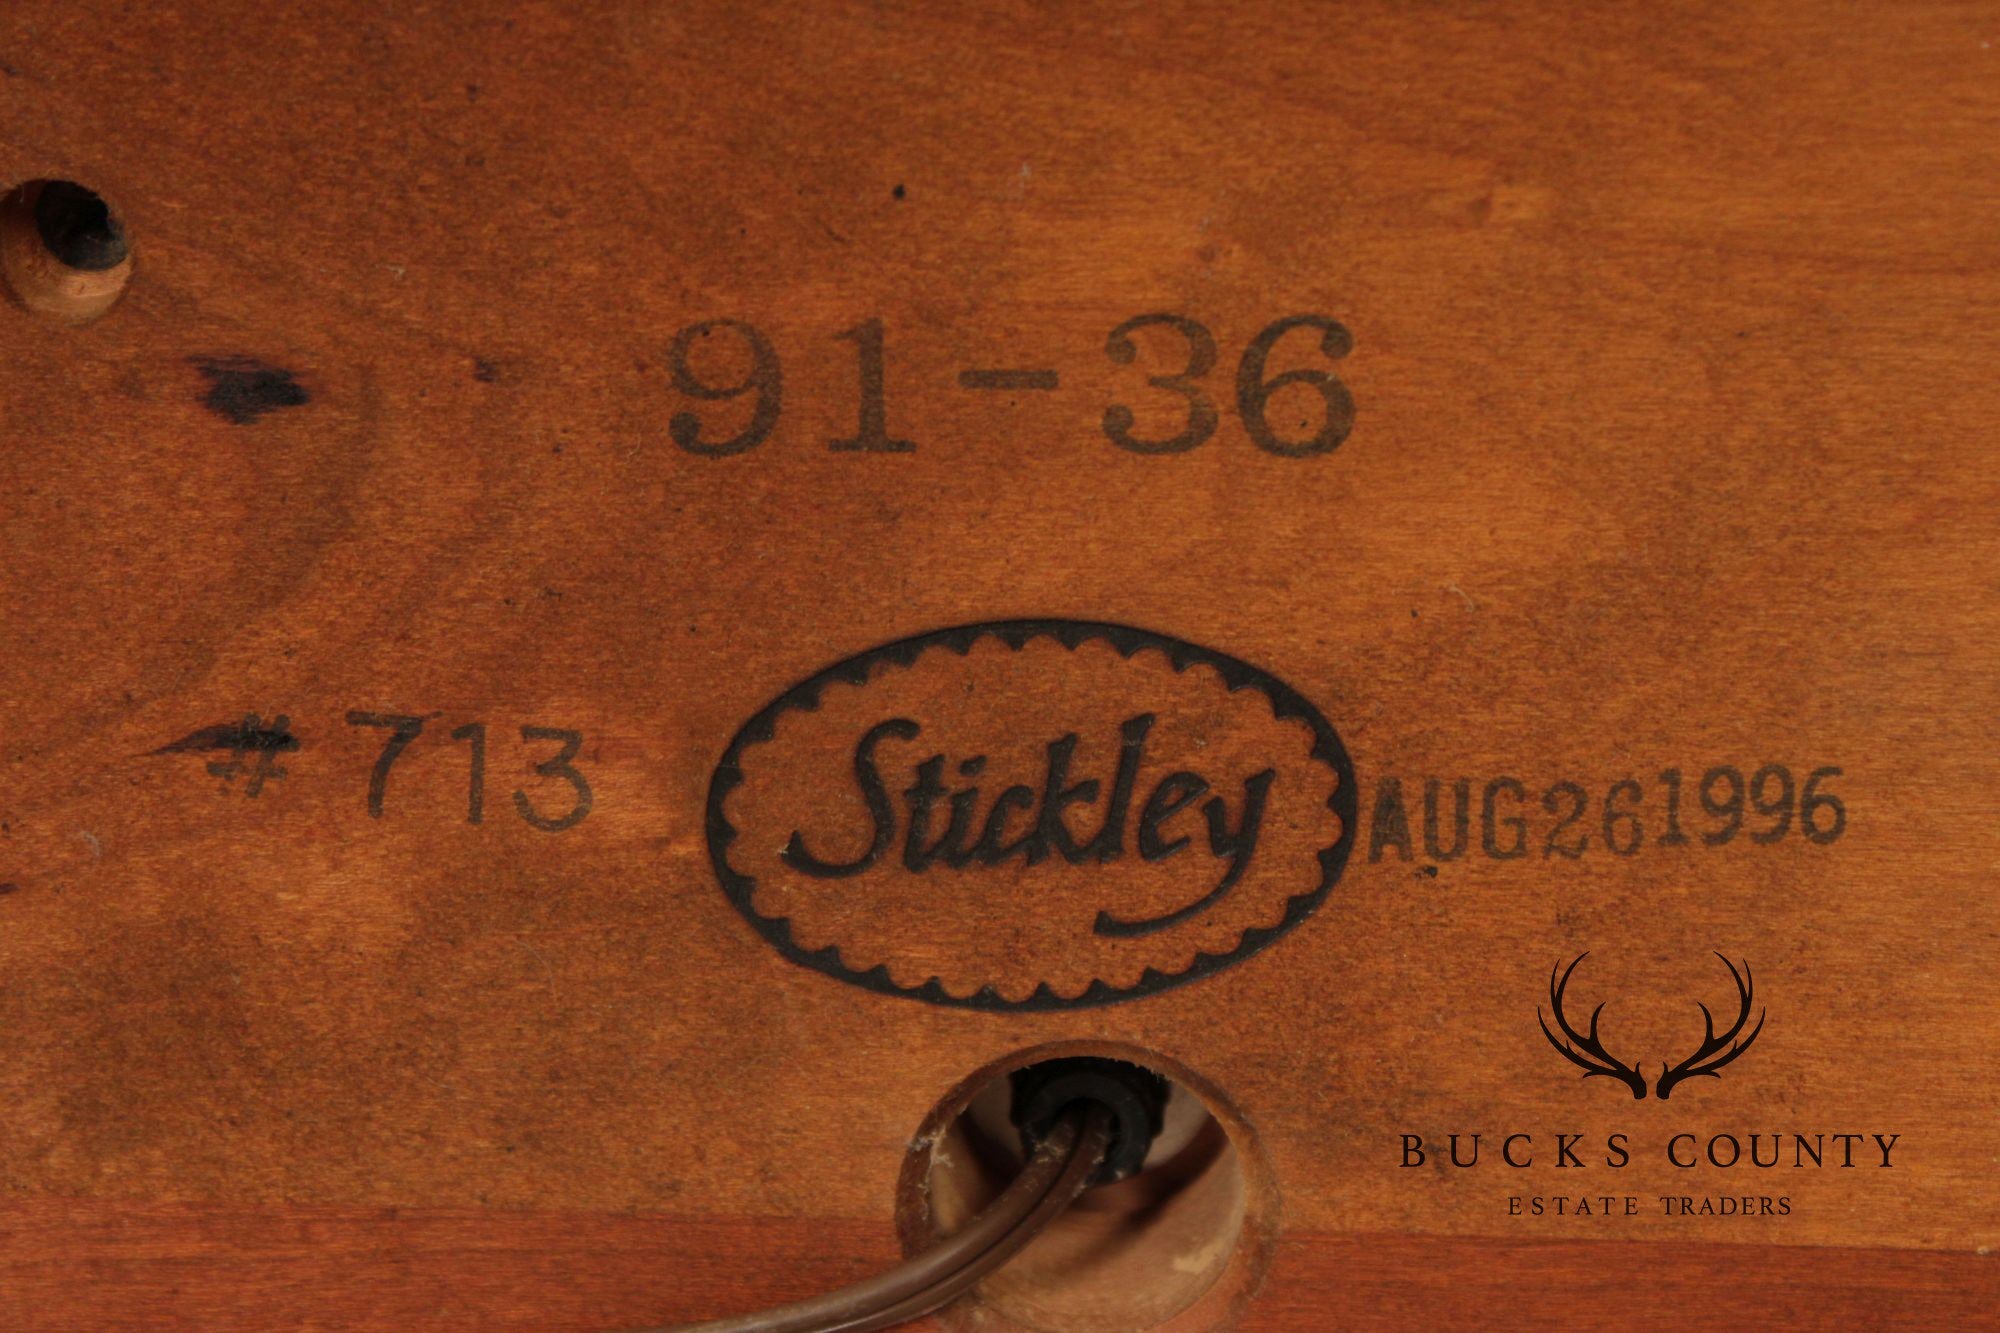 91-36
#713
Stickley
AUG261996
BUCKS COUNTY
ESTATE TRADERS